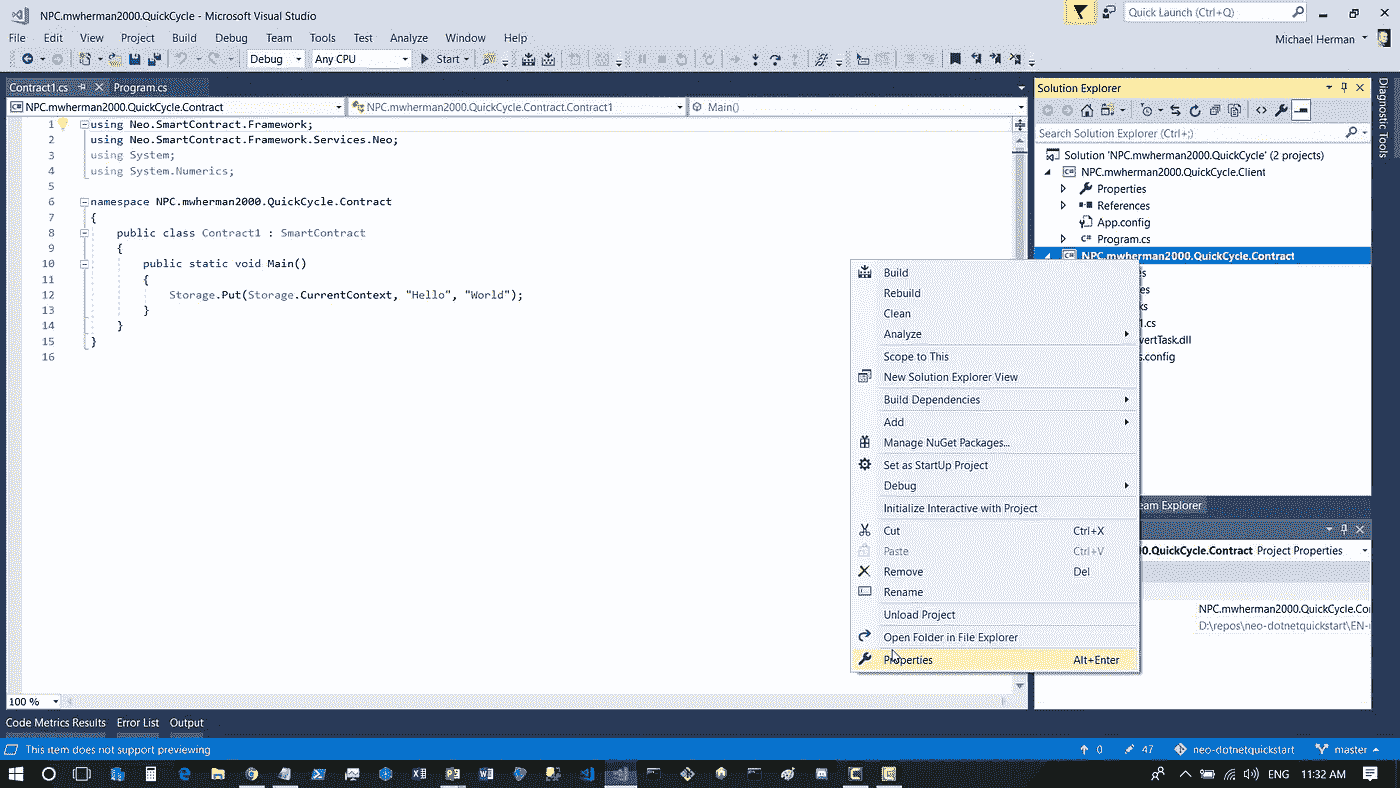 NPC.mwherman2000.QuickCycle - Microsoft Visual Studio
Quick Launch (Ctrl+Q)
File Edit View Project Build Debug Team Tools Test Analyze Window Help
Michael Herman
Debug Any CPU Start
Contract1.cs Program.cs
NPC.mwherman2000.QuickCycle.Contract NPC.mwherman2000.QuickCycle.Contract.Contract1 Main()
1 using Neo.SmartContract.Framework;
2 using Neo.SmartContract.Framework.Services.Neo;
3 using System;
4 using System.Numerics;
5
6 namespace NPC.mwherman2000.QuickCycle.Contract
7 {
8 public class Contract1 : SmartContract
9 {
10 public static void Main()
11 {
12 Storage.Put(Storage.CurrentContext, "Hello", "World");
13 }
14 }
15 }
16
Solution Explorer
Search Solution Explorer (Ctrl+;)
Solution 'NPC.mwherman2000.QuickCycle' (2 projects)
NPC.mwherman2000.QuickCycle.Client
Properties
References
App.config
Program.cs
NPC.mwherman2000.QuickCycle.Contract
es
es
ks
1.cs
vertTask.dll
s.config
Diagnostic Tools
Build
Rebuild
Clean
Analyze
Scope to This
New Solution Explorer View
Build Dependencies
Add
Manage NuGet Packages...
Set as StartUp Project
Debug
Initialize Interactive with Project
Cut Ctrl+X
Paste Ctrl+V
Remove Del
Rename
Unload Project
Open Folder in File Explorer
Properties Alt+Enter
eam Explorer
0.QuickCycle.Contract Project Properties
NPC.mwherman2000.QuickCycle.Co
D:\repos\neo-dotnetquickstart\EN-
100 %
Code Metrics Results Error List Output
This item does not support previewing
0 47 neo-dotnetquickstart master
ENG 11:32 AM